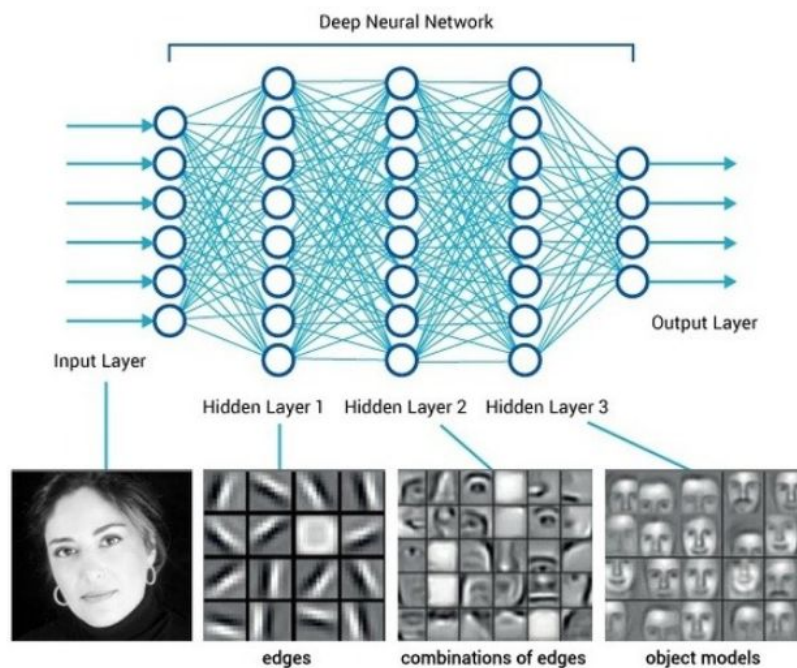 Deep Neural Network
Input Layer
Output Layer
Hidden Layer 1
Hidden Layer 2
Hidden Layer 3
edges
combinations of edges
object models